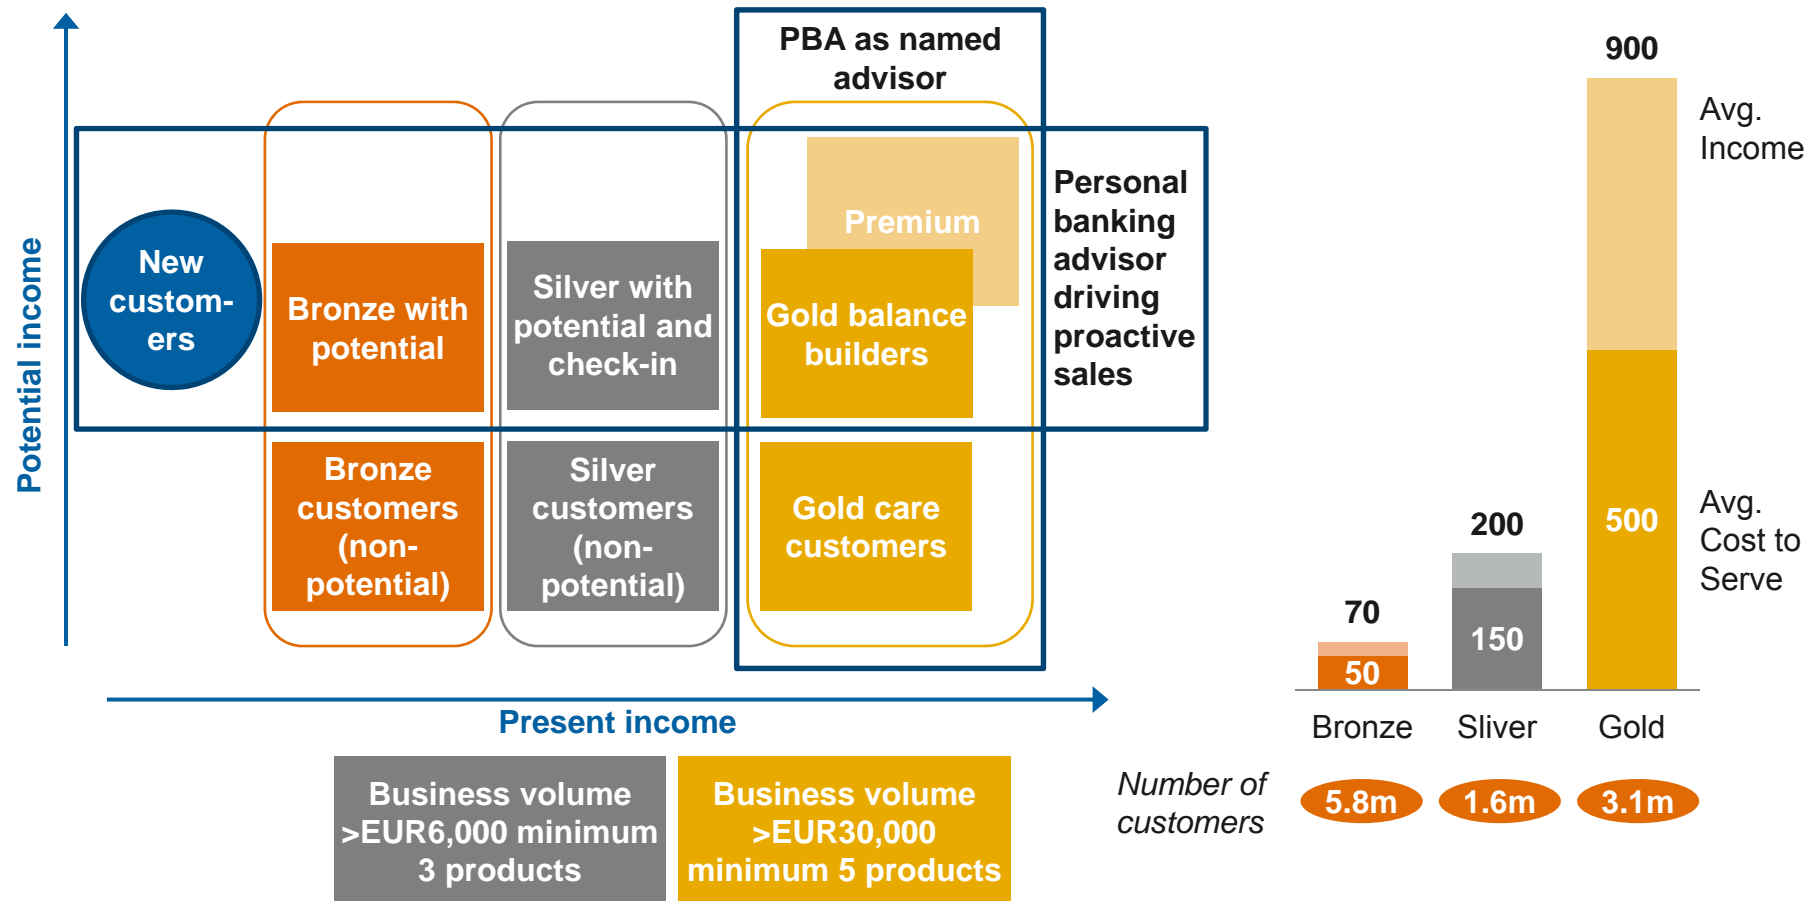 Potential income
PBA as named
advisor
New
custom-
ers
Bronze with
potential
Silver with
potential and
check-in
Premium
Gold balance
builders
Personal
banking
advisor
driving
proactive
sales
Bronze
customers
(non-
potential)
Silver
customers
(non-
potential)
Gold care
customers
Present income
Business volume
>EUR6,000 minimum
3 products
Business volume
>EUR30,000
minimum 5 products
900
Avg.
Income
200
500
Avg.
Cost to
Serve
70
150
50
Bronze
Sliver
Gold
Number of
customers
5.8m
1.6m
3.1m